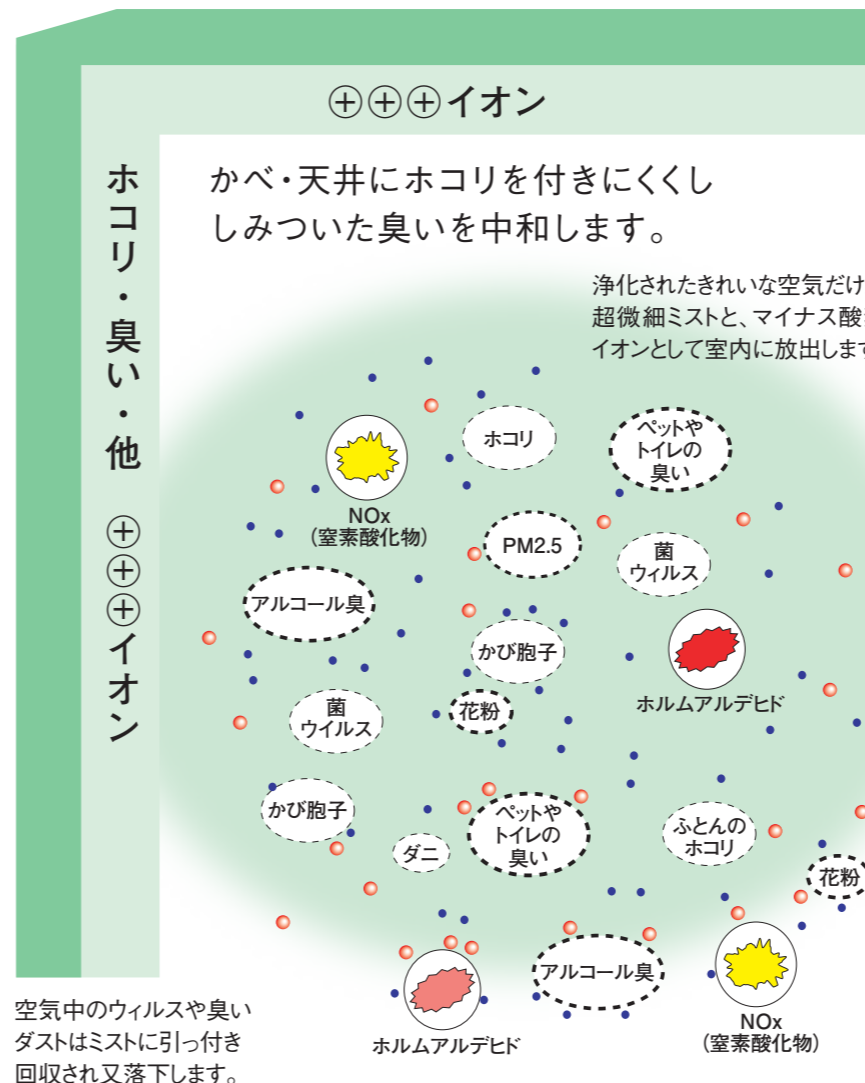 ⊕⊕⊕イオン
ホコリ・臭い・他 ⊕⊕⊕イオン
かべ・天井にホコリを付きにくくし
しみついた臭いを中和します。
浄化されたきれいな空気だけ
超微細ミストと、マイナス酸
イオンとして室内に放出します
ホコリ
ペットや
トイレの
臭い
NOx
(窒素酸化物)
PM2.5
菌
ウィルス
アルコール臭
かび胞子
ホルムアルデヒド
菌
ウイルス
花粉
かび胞子
ダニ
ペットや
トイレの
臭い
ふとんの
ホコリ
花粉
ホルムアルデヒド
アルコール臭
NOx
(窒素酸化物)
空気中のウィルスや臭い
ダストはミストに引っ付き
回収され又落下します。